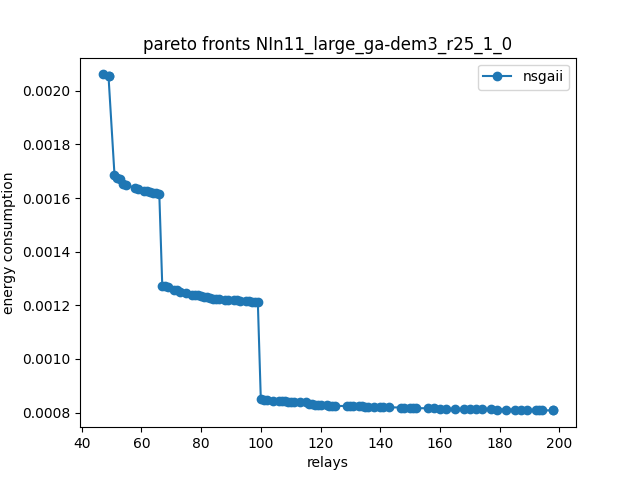 pareto fronts NIn11_large_ga-dem3_r25_1_0
nsgaii
energy consumption
0.0020
0.0018
0.0016
0.0014
0.0012
0.0010
0.0008
40 60 80 100 120 140 160 180 200
relays